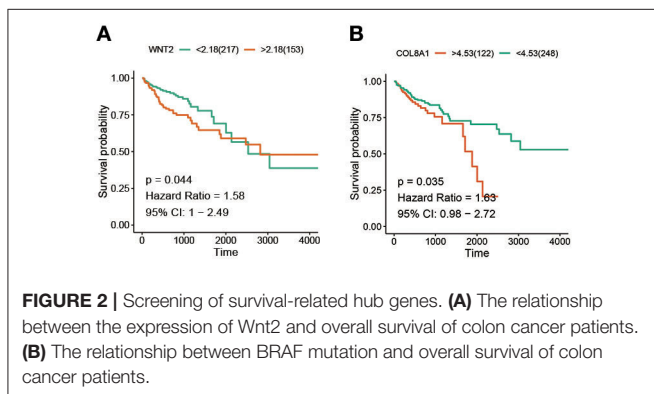 A
B
WNT2 <2.18(217) >2.18(153)
COL8A1 >4.53(122) <4.53(248)
Survival probability
1.00
0.75
0.50
0.25
0.00
p = 0.044
Hazard Ratio = 1.58
95% CI: 1 − 2.49
0 1000 2000 3000 4000
Time
Survival probability
1.00
0.75
0.50
0.25
0.00
p = 0.035
Hazard Ratio = 1.63
95% CI: 0.98 − 2.72
0 1000 2000 3000 4000
Time
FIGURE 2 | Screening of survival-related hub genes. (A) The relationship
between the expression of Wnt2 and overall survival of colon cancer patients.
(B) The relationship between BRAF mutation and overall survival of colon
cancer patients.